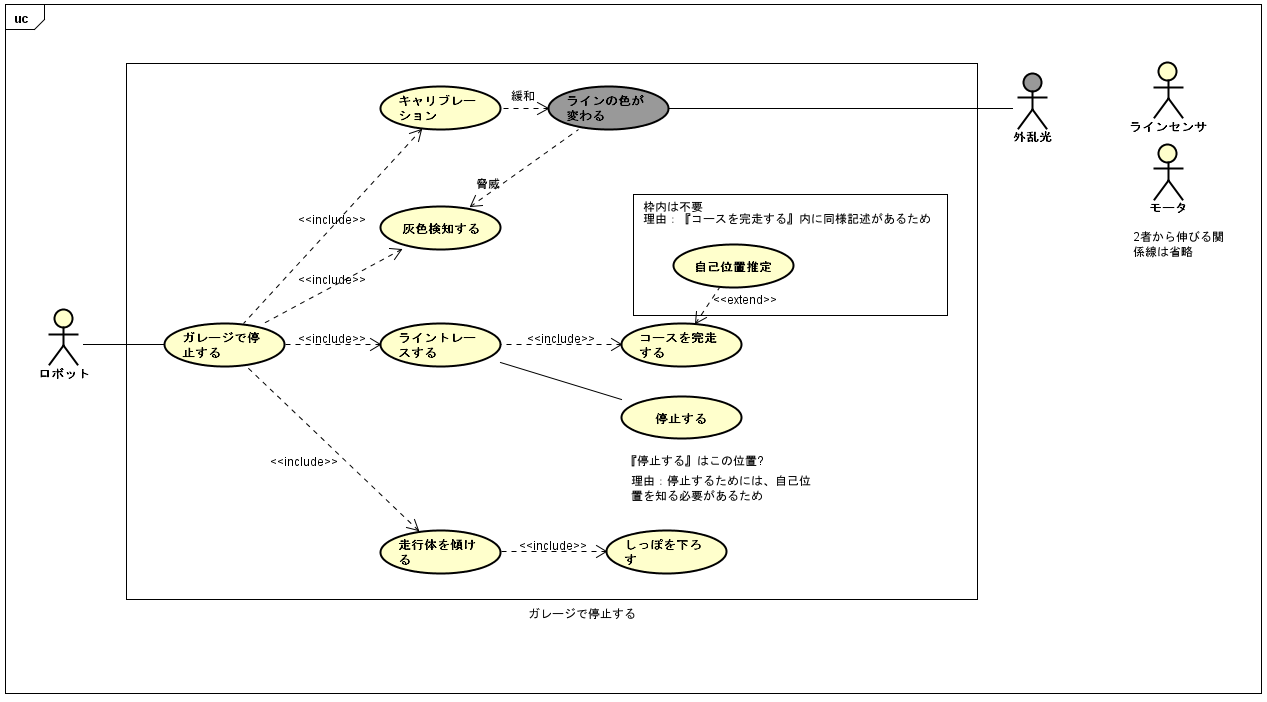 uc
キャリブレー
ション
緩和
ラインの色が
変わる
外乱光
ラインセンサ
モータ
2者から伸びる関
係線は省略
脅威
<<include>>
灰色検知する
枠内は不要
理由：『コースを完走する』内に同様記述があるため
自己位置推定
<<extend>>
<<include>>
ロボット
ガレージで停
止する
<<include>>
ライントレー
スする
<<include>>
コースを完走
する
停止する
『停止する』はこの位置?
理由：停止するためには、自己位
置を知る必要があるため
<<include>>
走行体を傾け
る
<<include>>
しっぽを下ろ
す
ガレージで停止する